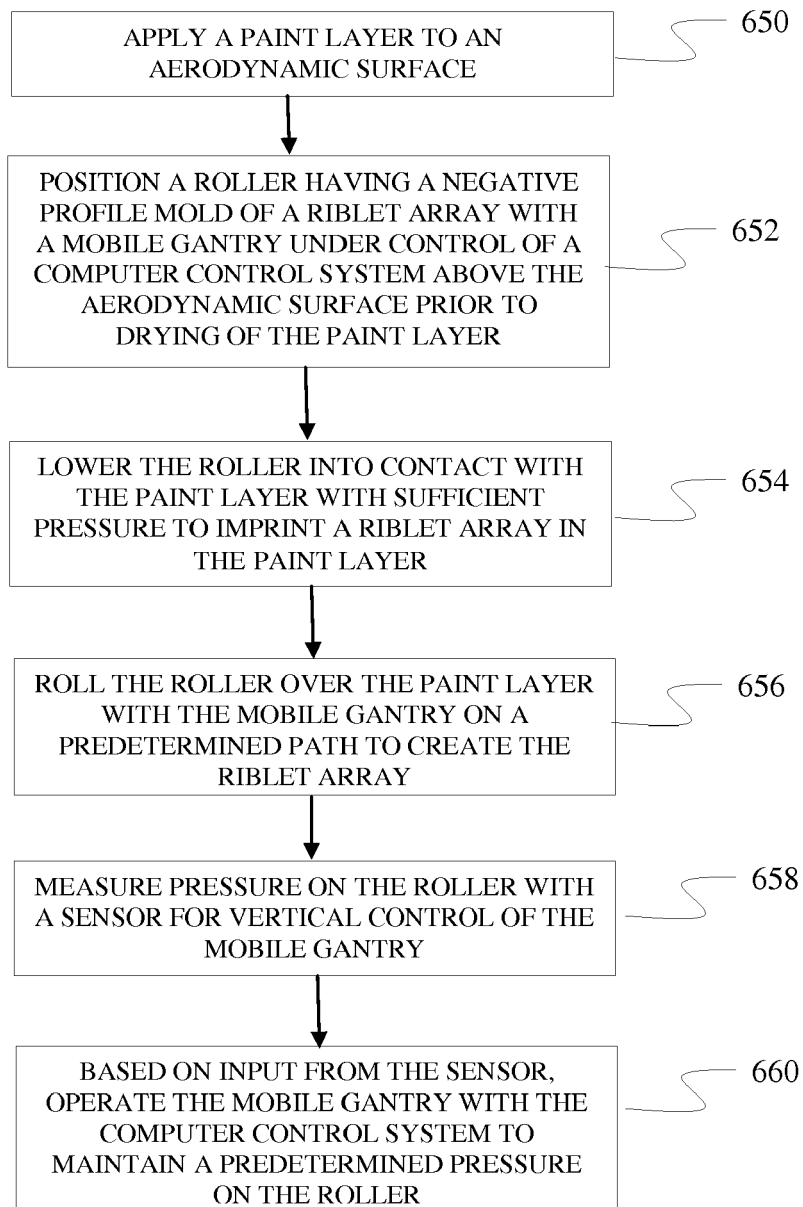 APPLY A PAINT LAYER TO AN
AERODYNAMIC SURFACE
650
POSITION A ROLLER HAVING A NEGATIVE
PROFILE MOLD OF A RIBLET ARRAY WITH
A MOBILE GANTRY UNDER CONTROL OF A
COMPUTER CONTROL SYSTEM ABOVE THE
AERODYNAMIC SURFACE PRIOR TO
DRYING OF THE PAINT LAYER
652
LOWER THE ROLLER INTO CONTACT WITH
THE PAINT LAYER WITH SUFFICIENT
PRESSURE TO IMPRINT A RIBLET ARRAY IN
THE PAINT LAYER
654
ROLL THE ROLLER OVER THE PAINT LAYER
WITH THE MOBILE GANTRY ON A
PREDETERMINED PATH TO CREATE THE
RIBLET ARRAY
656
MEASURE PRESSURE ON THE ROLLER WITH
A SENSOR FOR VERTICAL CONTROL OF THE
MOBILE GANTRY
658
BASED ON INPUT FROM THE SENSOR,
OPERATE THE MOBILE GANTRY WITH THE
COMPUTER CONTROL SYSTEM TO
MAINTAIN A PREDETERMINED PRESSURE
ON THE ROLLER
660